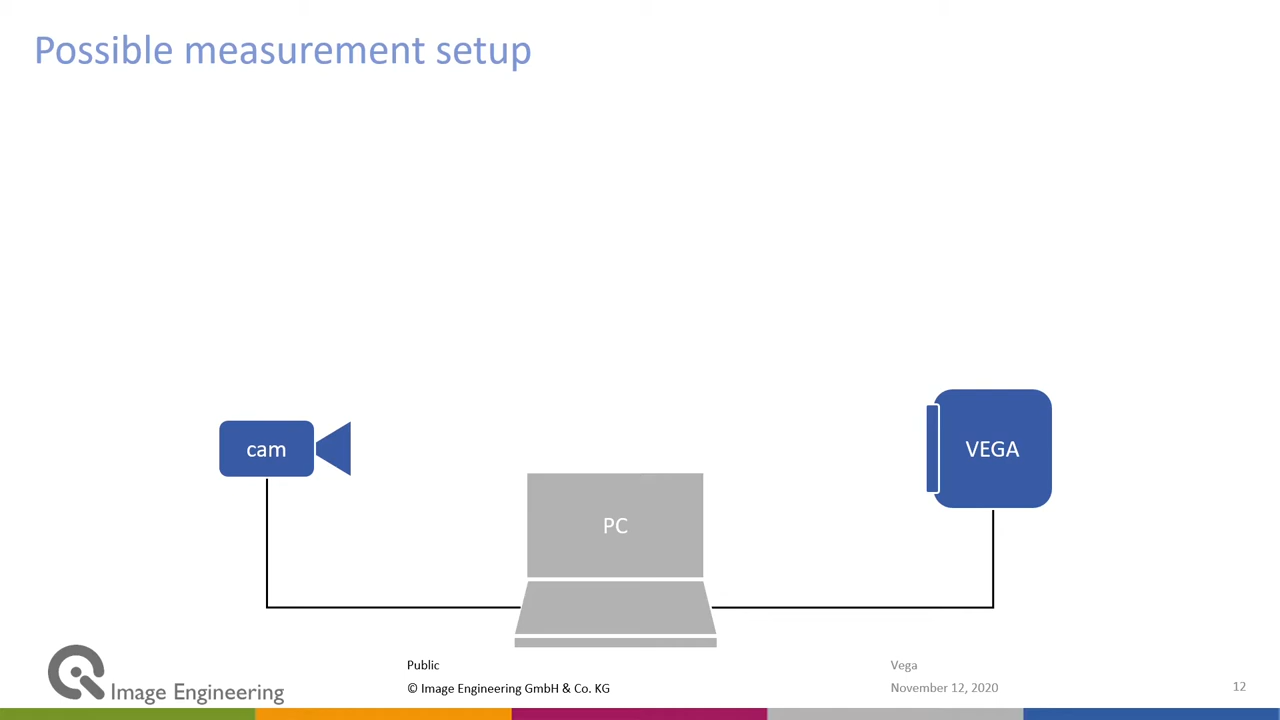 Possible measurement setup
cam
VEGA
PC
Image Engineering
Public
© Image Engineering GmbH & Co. KG
Vega
November 12, 2020
12